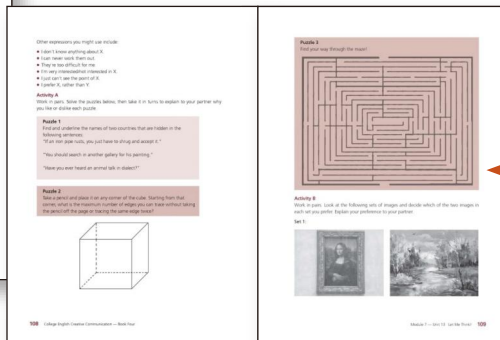 Other expressions you might use include:
I don't know anything about X.
I can never work them out.
They're too difficult for me.
I'm very interested/not interested in X.
I just can't see the point of X.
I prefer X, rather than Y.
Activity A
Work in pairs. Solve the puzzles below, then take it in turns to explain to your partner why
you like or dislike each puzzle.
Puzzle 1
Find and underline the names of two countries that are hidden in the
following sentences:
"If an iron pipe rusts, you just have to shrug and accept it."
"You should search in another gallery for his painting."
"Have you ever heard an animal talk in dialect?"
Puzzle 2
Take a pencil and place it on any corner of the cube. Starting from that
corner, what is the maximum number of edges you can trace without taking
the pencil off the page or tracing the same edge twice?
108 College English Creative Communication — Book Four
Puzzle 3
Find your way through the maze!
Activity B
Work in pairs. Look at the following sets of images and decide which of the two images in
each set you prefer. Explain your preference to your partner.
Set 1:
109